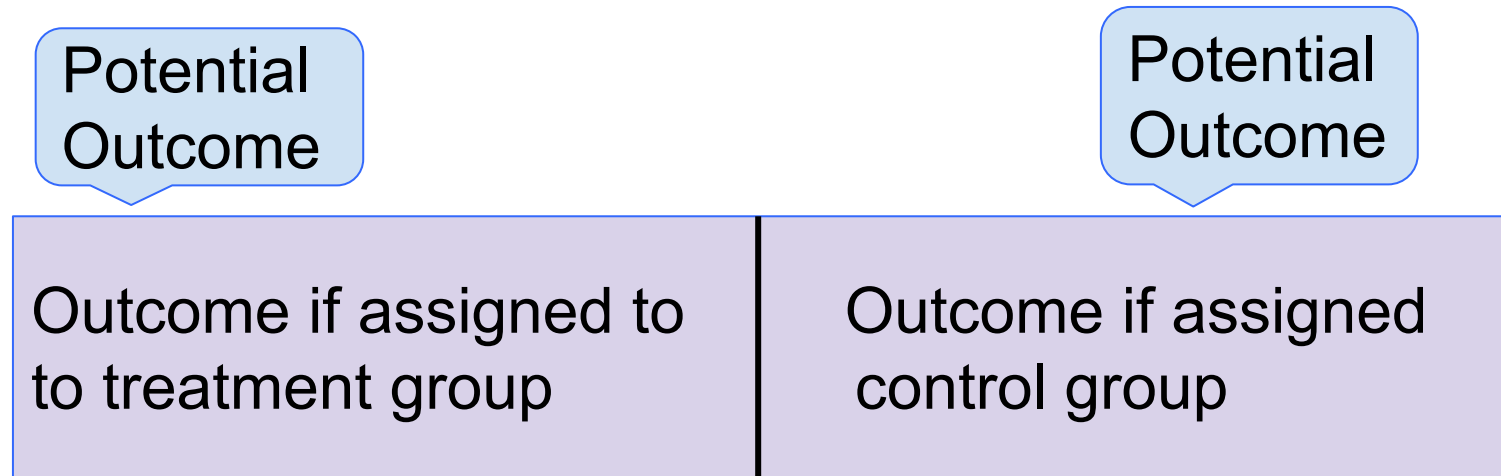 Potential
Outcome
Potential
Outcome
Outcome if assigned to
to treatment group
Outcome if assigned
control group